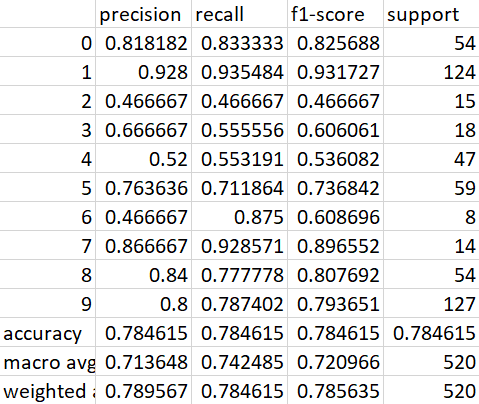 precision recall f1-score support
0 0.818182 0.833333 0.825688 54
1 0.928 0.935484 0.931727 124
2 0.466667 0.466667 0.466667 15
3 0.666667 0.555556 0.606061 18
4 0.52 0.553191 0.536082 47
5 0.763636 0.711864 0.736842 59
6 0.466667 0.875 0.608696 8
7 0.866667 0.928571 0.896552 14
8 0.84 0.777778 0.807692 54
9 0.8 0.787402 0.793651 127
accuracy 0.784615 0.784615 0.784615 0.784615
macro avg 0.713648 0.742485 0.720966 520
weighted a 0.789567 0.784615 0.785635 520